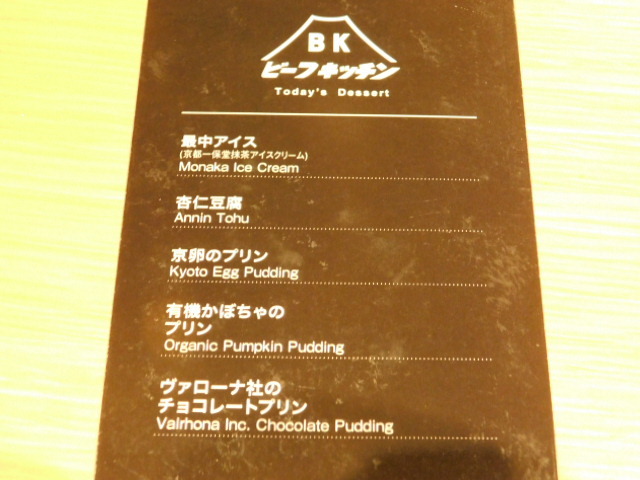 BK
ビーフキッチン
Today's Dessert
最中アイス
(京都一保堂抹茶アイスクリーム)
Monaka Ice Cream
杏仁豆腐
Annin Tohu
京卵のプリン
Kyoto Egg Pudding
有機かぼちゃの
プリン
Organic Pumpkin Pudding
ヴァローナ社の
チョコレートプリン
Valrhona Inc. Chocolate Pudding